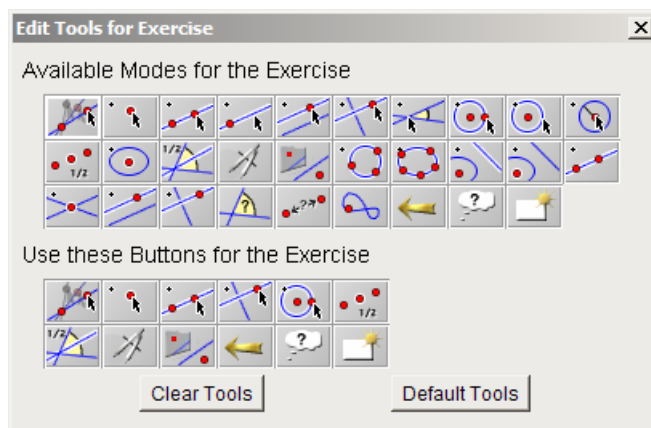 Edit Tools for Exercise
Available Modes for the Exercise
1/2
1/2
?
?
?
Use these Buttons for the Exercise
1/2
1/2
?
Clear Tools Default Tools